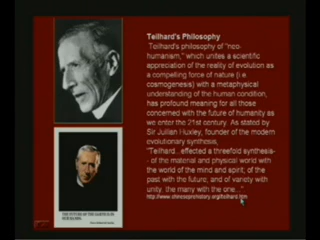 Teilhard's Philosophy
Teilhard's philosophy of "neo-
humanism," which unites a scientific
appreciation of the reality of evolution as
a compelling force of nature (i.e.
cosmogenesis) with a metaphysical
understanding of the human condition,
has profound meaning for all those
concerned with the future of humanity as
we enter the 21st century. As stated by
Sir Julian Huxley, founder of the modern
evolutionary synthesis,
"Teilhard...effected a threefold synthesis-
- of the material and physical world with
the world of the mind and spirit; of the
past with the future; and of variety with
unity, the many with the one..."